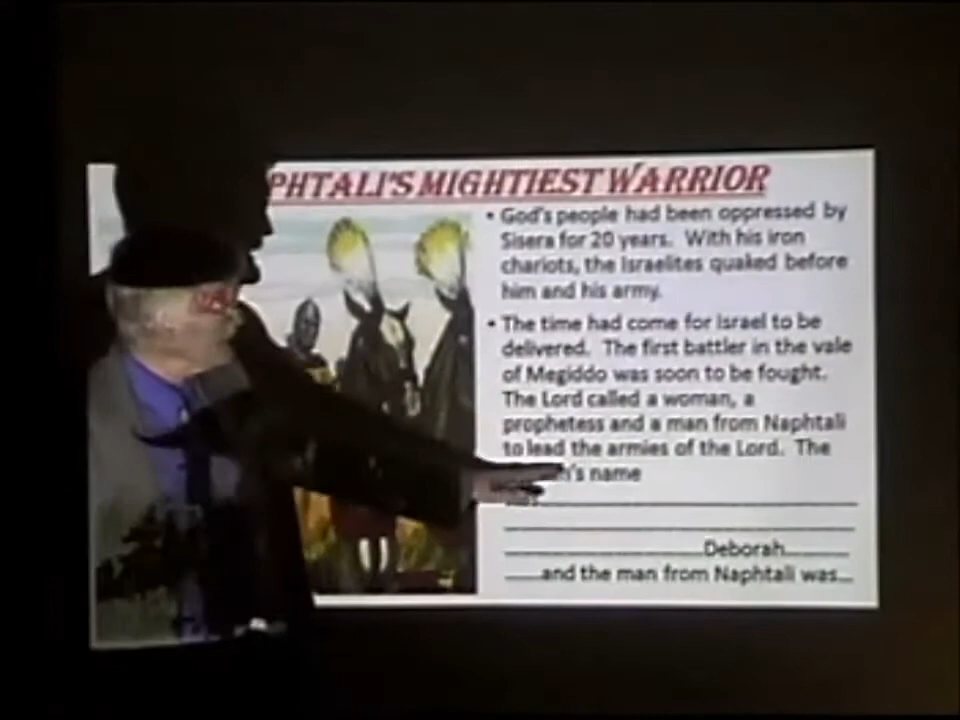 PHTALI'S MIGHTIEST WARRIOR
• God's people had been oppressed by
Sisera for 20 years. With his iron
chariots, the Israelites quaked before
him and his army.
• The time had come for Israel to be
delivered. The first battler in the vale
of Megiddo was soon to be fought.
The Lord called a woman, a
prophetess and a man from Naphtali
to lead the armies of the Lord. The
's name
Deborah
and the man from Naphtali was...